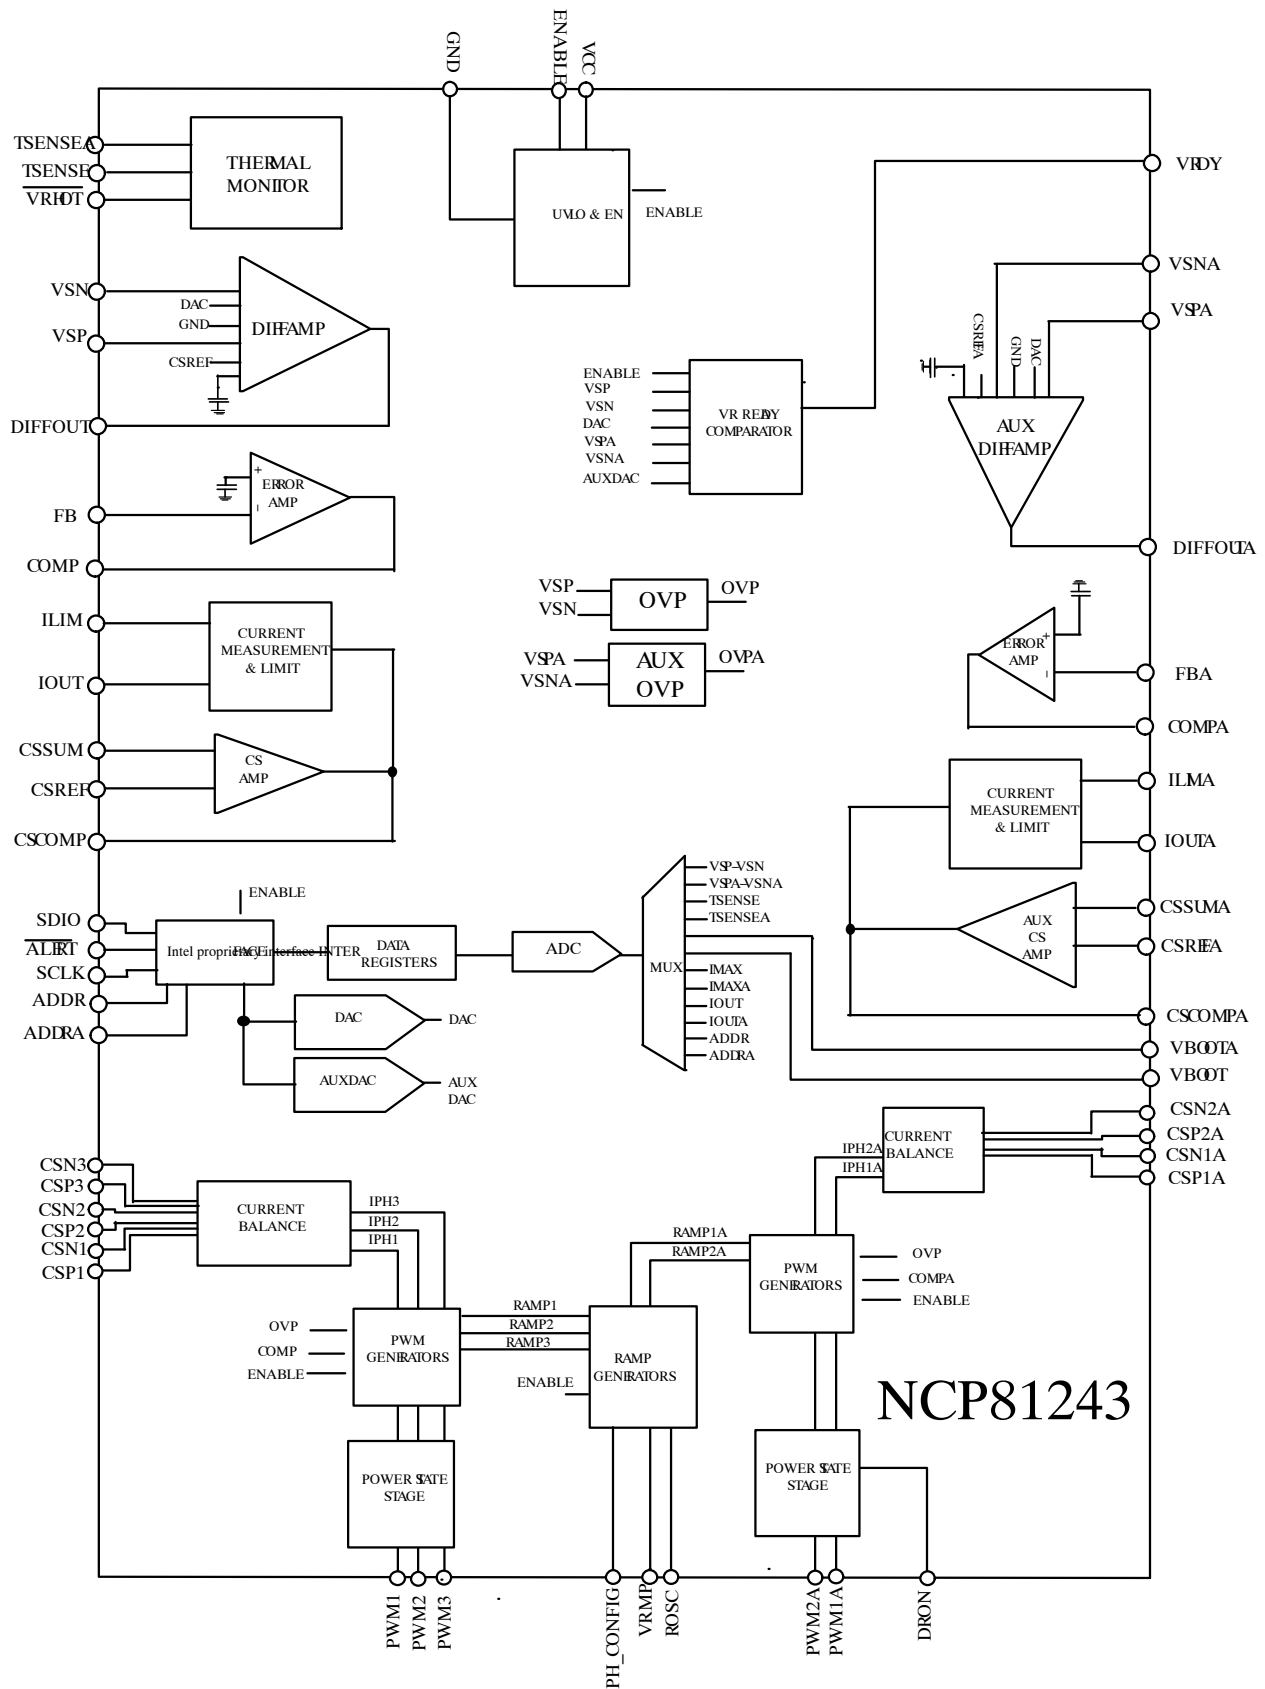 GND
ENABLE
VCC
TSENSEA
TSENSE
VRHOT
THERMAL
MONITOR
UVLO & EN
ENABLE
VRDY
VSN
DAC
GND
VSP
CSREF
DIFFAMP
DIFFOUT
VSNA
VSPA
CSREFA
GND
DAC
AUX
DIFFAMP
DIFFOUTA
ENABLE
VSP
VSN
DAC
VSPA
VSNA
AUXDAC
VR READY
COMPARATOR
+
ERROR
AMP
–
FB
COMP
VSP
VSN
OVP
OVP
VSPA
VSNA
AUX
OVP
OVPA
+
ERROR
AMP
–
FBA
COMPA
ILIM
IOUT
CURRENT
MEASUREMENT
& LIMIT
CSSUM
CSREF
CS
AMP
CSCOMP
CURRENT
MEASUREMENT
& LIMIT
ILIMA
IOUTA
AUX
CS
AMP
CSSUMA
CSREFA
CSCOMPA
VBOOTA
VBOOT
ENABLE
SDIO
ALERT
SCLK
ADDR
ADDRA
Intel proprietary interface INTERFACE
DATA
REGISTERS
ADC
MUX
VSP–VSN
VSPA–VSNA
TSENSE
TSENSEA
IMAX
IMAXA
IOUT
IOUTA
ADDR
ADDRA
DAC
DAC
AUXDAC
AUX
DAC
CSN2A
CSP2A
CSN1A
CSP1A
CURRENT
BALANCE
IPH2A
IPH1A
CSN3
CSP3
CSN2
CSP2
CSN1
CSP1
CURRENT
BALANCE
IPH3
IPH2
IPH1
RAMP1A
RAMP2A
PWM
GENERATORS
OVP
COMPA
ENABLE
OVP
COMP
ENABLE
PWM
GENERATORS
RAMP1
RAMP2
RAMP3
ENABLE
RAMP
GENERATORS
NCP81243
POWER STATE
STAGE
POWER STATE
STAGE
PWM1
PWM2
PWM3
PH_CONFIG
VRMP
ROSC
PWM2A
PWM1A
DRON